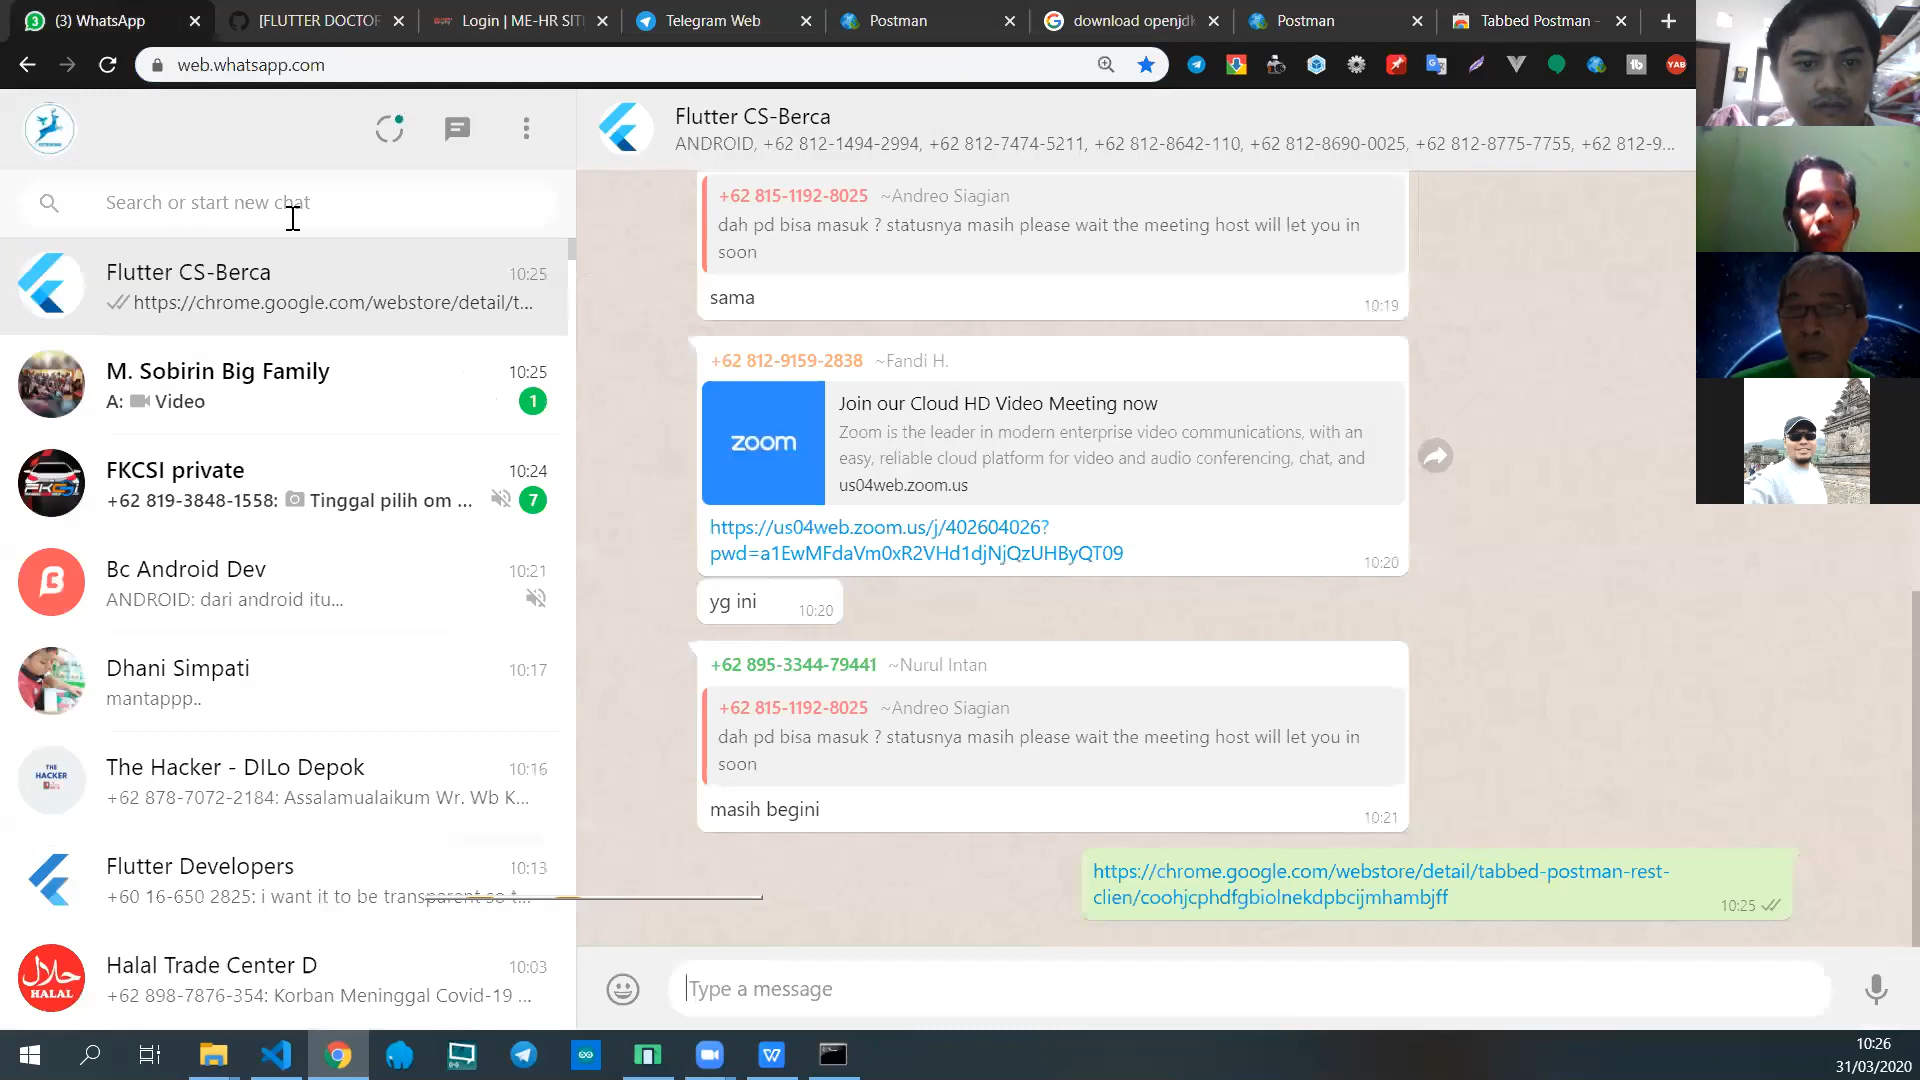 (3) WhatsApp
[FLUTTER DOCTOR
Login | ME-HR SIT
Telegram Web
Postman
download openjdk
Postman
Tabbed Postman -
web.whatsapp.com
YAB
Search or start new chat
Flutter CS-Berca
10:25
https://chrome.google.com/webstore/detail/t...
M. Sobirin Big Family
10:25
A: Video
1
FKCSI private
10:24
+62 819-3848-1558: Tinggal pilih om ...
7
Bc Android Dev
10:21
ANDROID: dari android itu...
Dhani Simpati
10:17
mantappp..
THE HACKER
The Hacker - DILo Depok
10:16
+62 878-7072-2184: Assalamualaikum Wr. Wb K...
Flutter Developers
10:13
+60 16-650 2825: i want it to be transparent so t...
حلال
HALAL
Halal Trade Center D
10:03
+62 898-7876-354: Korban Meninggal Covid-19 ...
Flutter CS-Berca
ANDROID, +62 812-1494-2994, +62 812-7474-5211, +62 812-8642-110, +62 812-8690-0025, +62 812-8775-7755, +62 812-9...
+62 815-1192-8025 ~Andreo Siagian
dah pd bisa masuk ? statusnya masih please wait the meeting host will let you in
soon
sama
10:19
+62 812-9159-2838 ~Fandi H.
zoom
Join our Cloud HD Video Meeting now
Zoom is the leader in modern enterprise video communications, with an
easy, reliable cloud platform for video and audio conferencing, chat, and
us04web.zoom.us
https://us04web.zoom.us/j/402604026?
pwd=a1EwMFdaVm0xR2VHd1djNjQzUHByQT09
10:20
yg ini
10:20
+62 895-3344-79441 ~Nurul Intan
+62 815-1192-8025 ~Andreo Siagian
dah pd bisa masuk ? statusnya masih please wait the meeting host will let you in
soon
masih begini
10:21
https://chrome.google.com/webstore/detail/tabbed-postman-rest-
clien/coohjcphdfgbiolnekdpbcijmhambjff
10:25
Type a message
10:26
31/03/2020